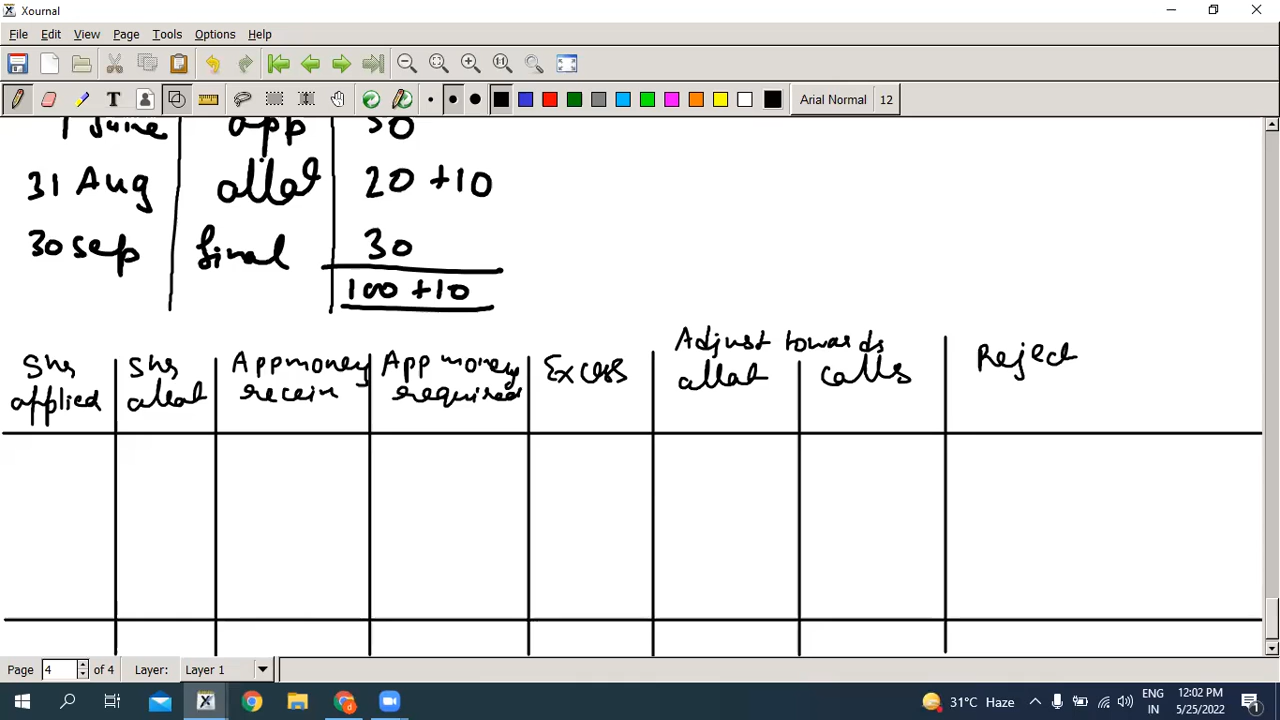 Xournal
File Edit View Page Tools Options Help
Arial Normal 12
1 June app 50
31 Aug allot 20 +10
30 Sep final 30
100 +10
Shs applied
Shs allot
App money receiv
App money required
Excess
Adjust towards
allot
calls
Reject
Page 4 of 4 Layer: Layer 1
31°C Haze
ENG
IN
12:02 PM
5/25/2022